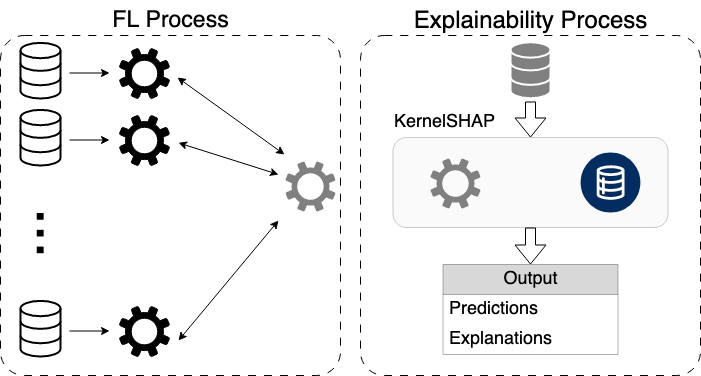 FL Process
Explainability Process
KernelSHAP
Output
Predictions
Explanations